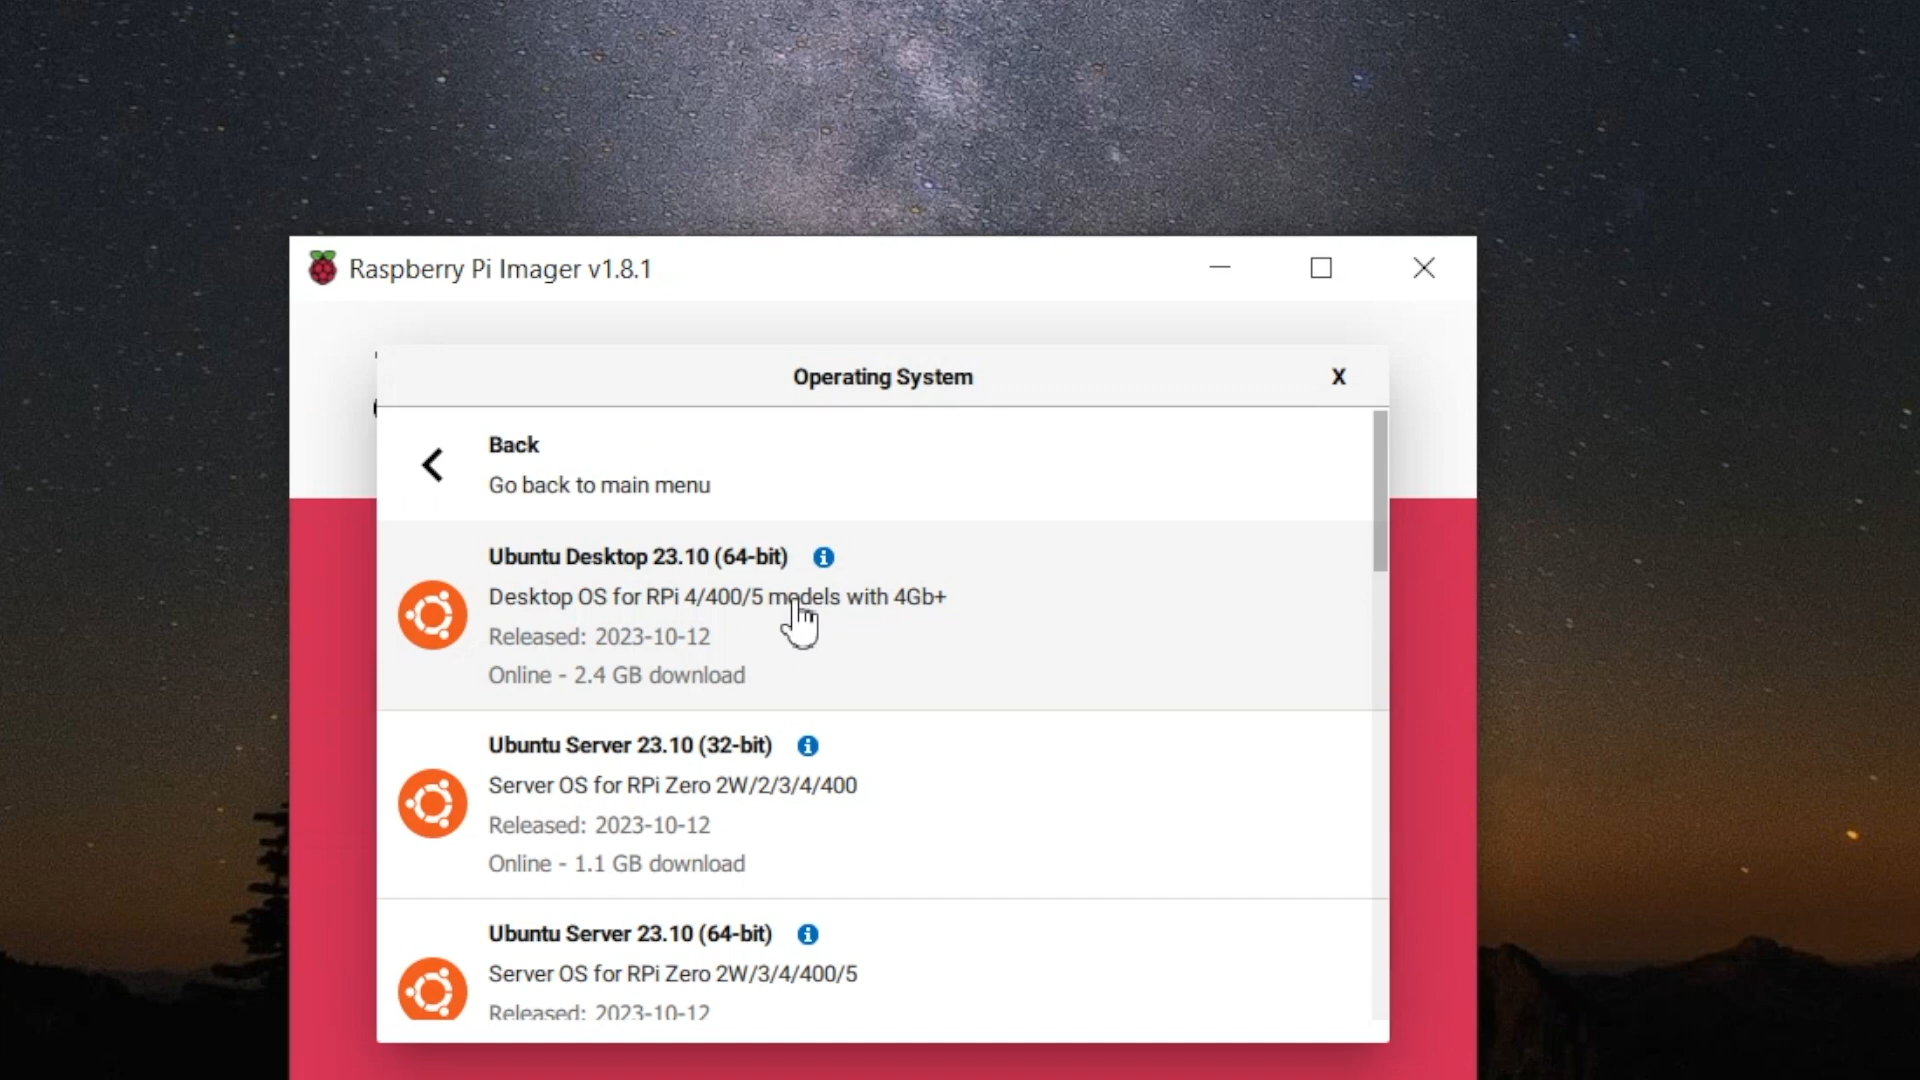 Raspberry Pi Imager v1.8.1
Operating System
X
Back
Go back to main menu
Ubuntu Desktop 23.10 (64-bit)
Desktop OS for RPi 4/400/5 models with 4Gb+
Released: 2023-10-12
Online - 2.4 GB download
Ubuntu Server 23.10 (32-bit)
Server OS for RPi Zero 2W/2/3/4/400
Released: 2023-10-12
Online - 1.1 GB download
Ubuntu Server 23.10 (64-bit)
Server OS for RPi Zero 2W/3/4/400/5
Released: 2023-10-12